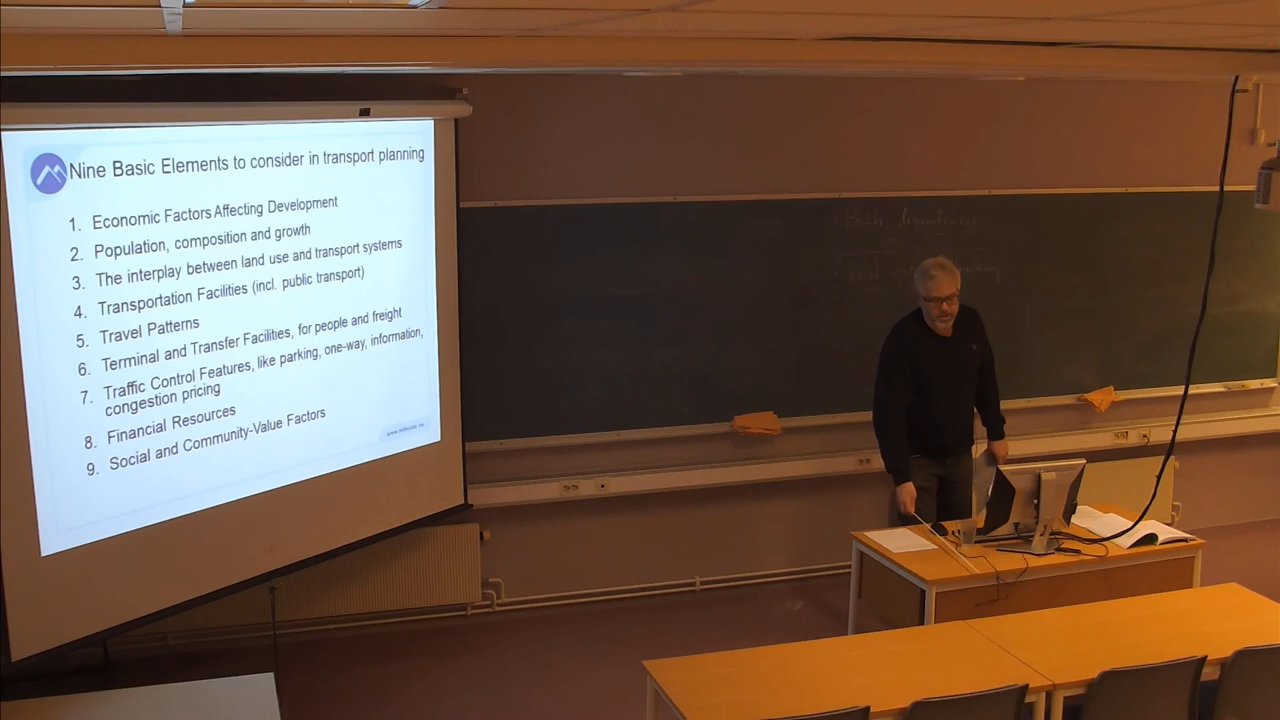 Nine Basic Elements to consider in transport planning
1. Economic Factors Affecting Development
2. Population, composition and growth
3. The interplay between land use and transport systems
4. Transportation Facilities (incl. public transport)
5. Travel Patterns
6. Terminal and Transfer Facilities, for people and freight
7. Traffic Control Features, like parking, one-way, information,
congestion pricing
8. Financial Resources
9. Social and Community-Value Factors
Path dependency